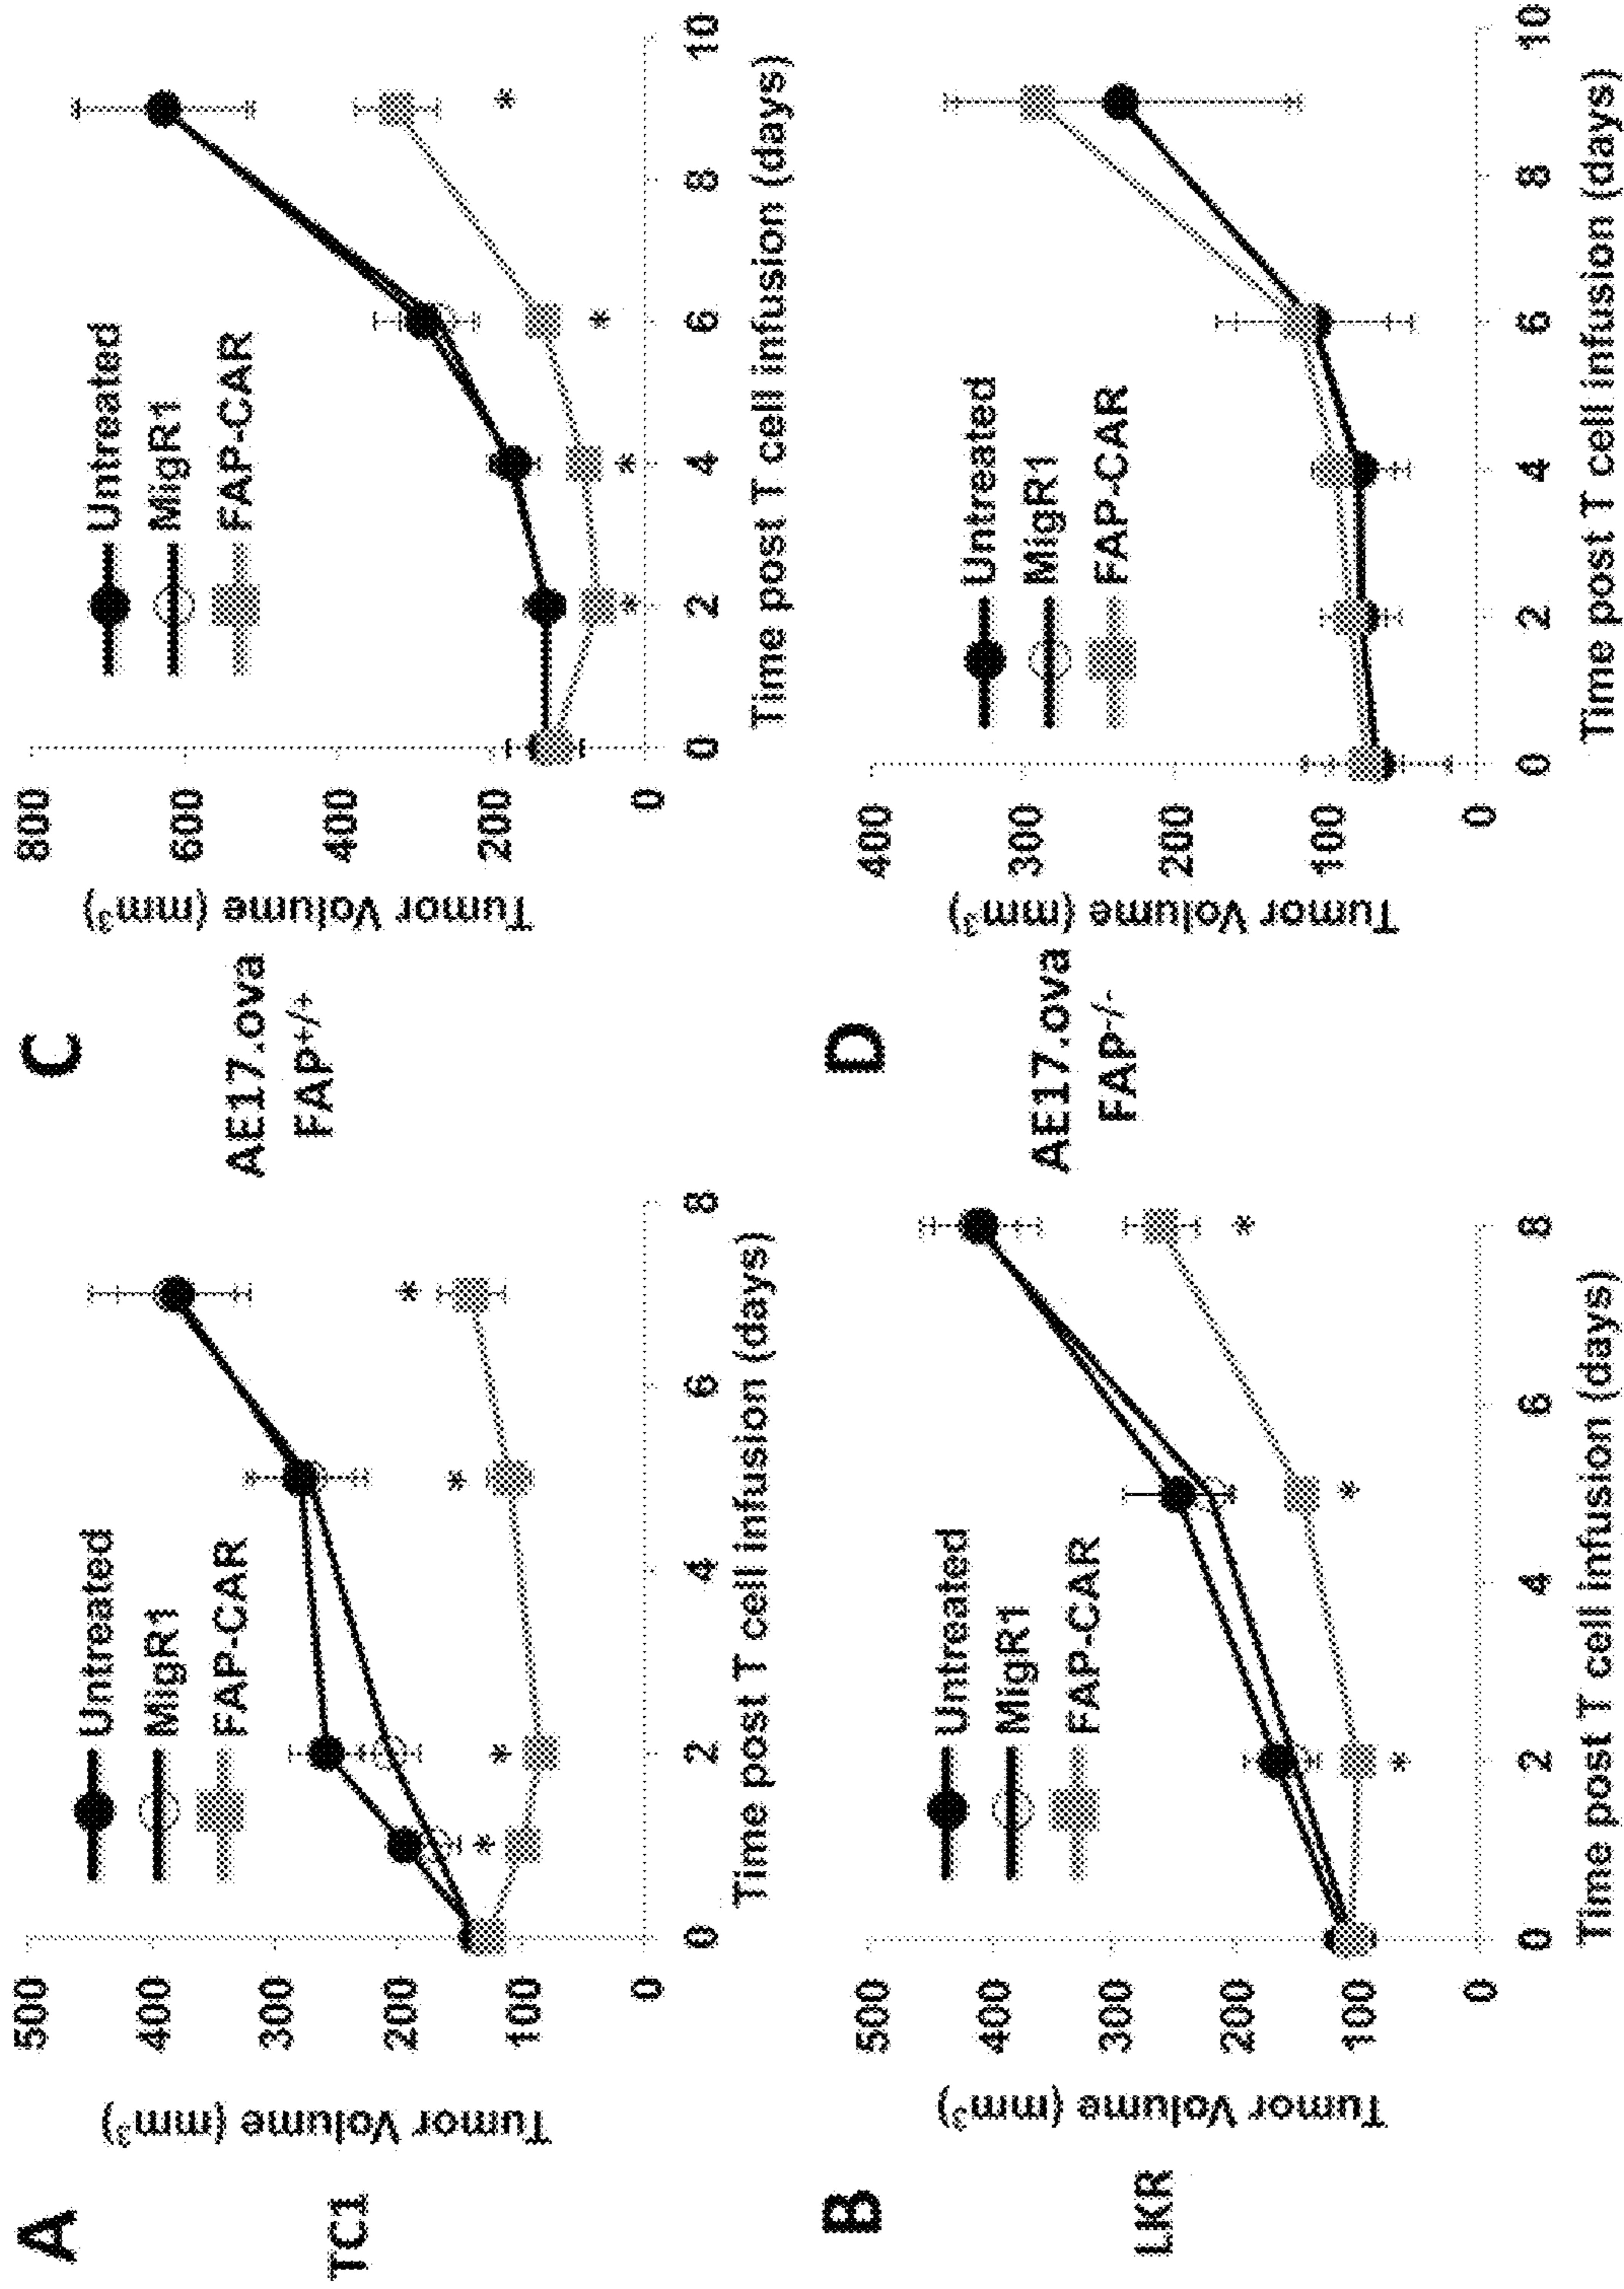 A
TC1
Tumor Volume (mm³)
500
400
300
200
100
0
Untreated
MigR1
FAP-CAR
*
*
*
*
0
2
4
6
8
Time post T cell infusion (days)
B
LKR
Tumor Volume (mm³)
500
400
300
200
100
0
Untreated
MigR1
FAP-CAR
*
*
*
0
2
4
6
8
Time post T cell infusion (days)
C
AE17.ova
FAP+/+
Tumor Volume (mm³)
800
600
400
200
0
Untreated
MigR1
FAP-CAR
*
*
*
*
0
2
4
6
8
10
Time post T cell infusion (days)
D
AE17.ova
FAP-/-
Tumor Volume (mm³)
400
300
200
100
0
Untreated
MigR1
FAP-CAR
0
2
4
6
8
10
Time post T cell infusion (days)